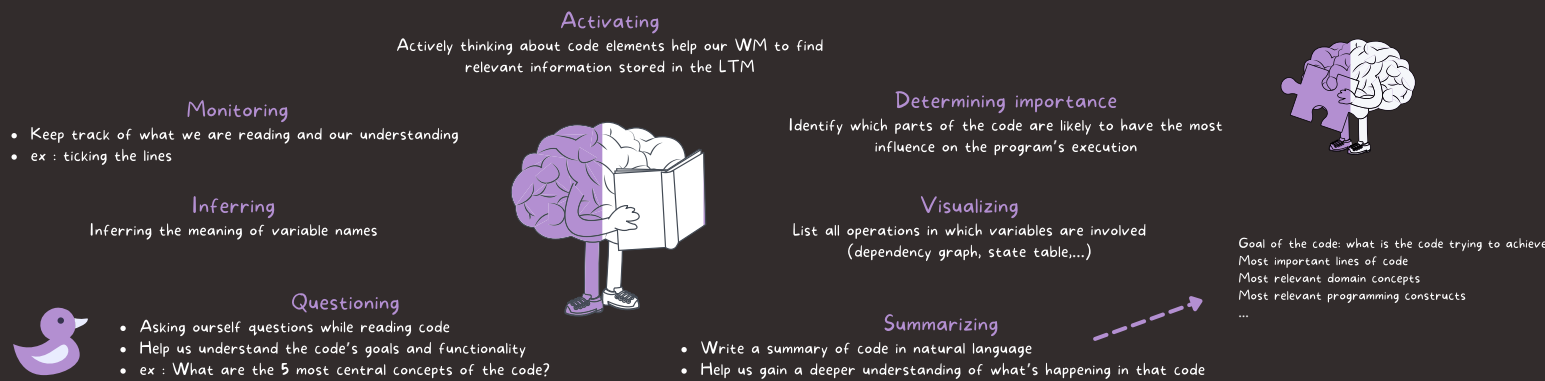 Activating
Actively thinking about code elements help our WM to find
relevant information stored in the LTM
Monitoring
• Keep track of what we are reading and our understanding
• ex : ticking the lines
Determining importance
Identify which parts of the code are likely to have the most
influence on the program's execution
Inferring
Inferring the meaning of variable names
Visualizing
List all operations in which variables are involved
(dependency graph, state table,...)
Questioning
• Asking ourself questions while reading code
• Help us understand the code's goals and functionality
• ex : What are the 5 most central concepts of the code?
Summarizing
• Write a summary of code in natural language
• Help us gain a deeper understanding of what's happening in that code
Goal of the code: what is the code trying to achieve
Most important lines of code
Most relevant domain concepts
Most relevant programming constructs
...